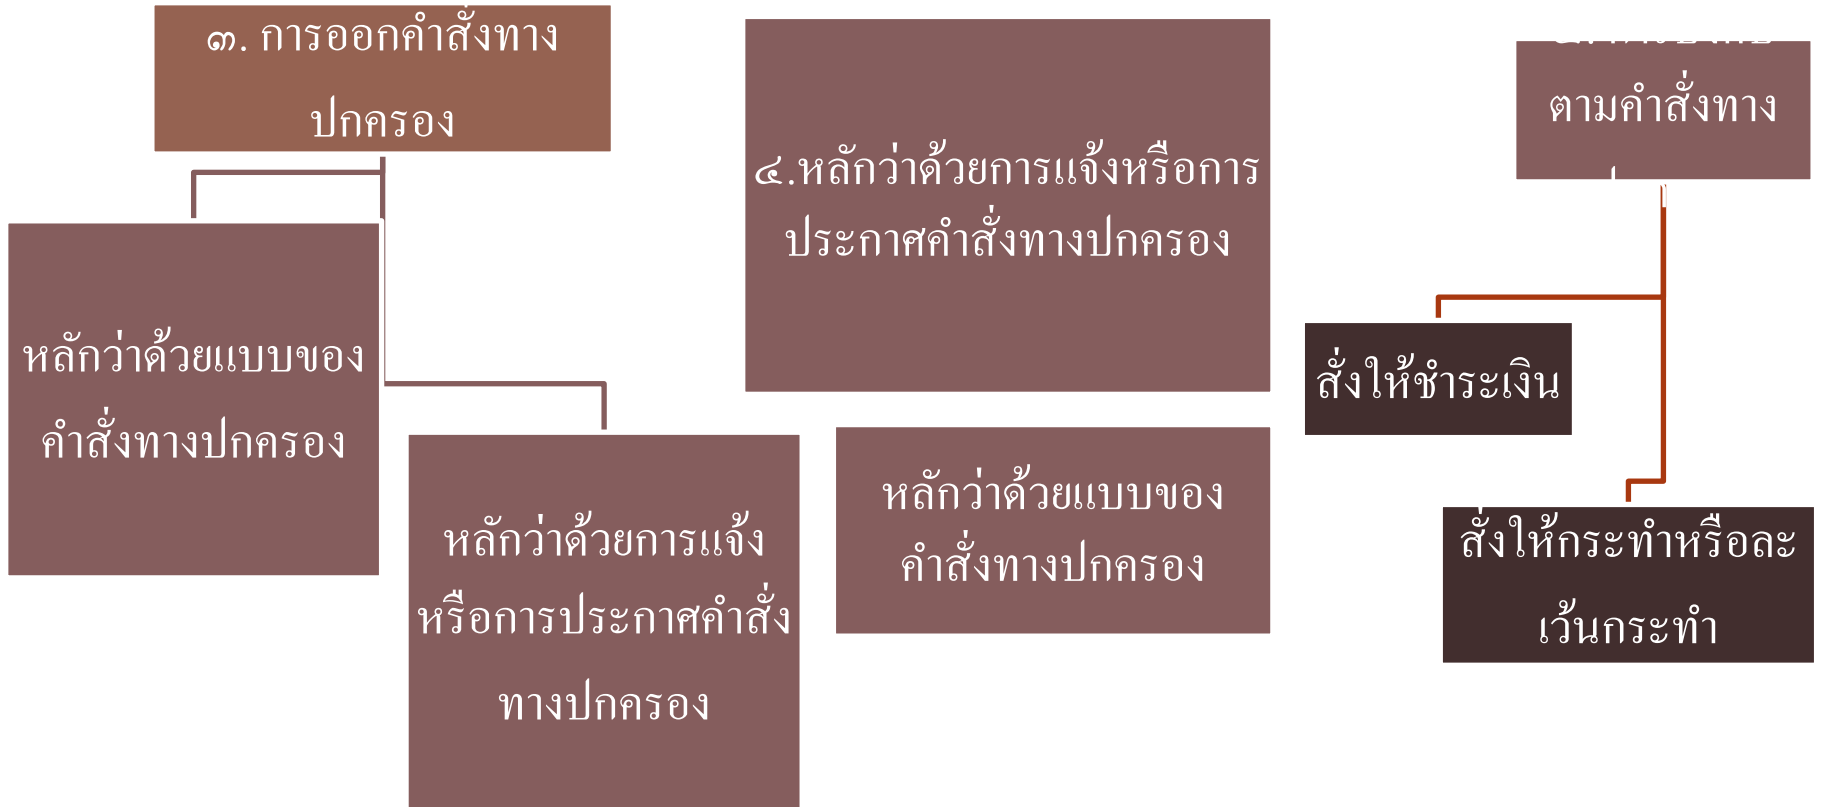 ๓. การออกคำสั่งทาง
ปกครอง
หลักว่าด้วยแบบของ
คำสั่งทางปกครอง
หลักว่าด้วยการแจ้ง
หรือการประกาศคำสั่ง
ทางปกครอง
๔.หลักว่าด้วยการแจ้งหรือการ
ประกาศคำสั่งทางปกครอง
หลักว่าด้วยแบบของ
คำสั่งทางปกครอง
ตามคำสั่งทาง
สั่งให้ชำระเงิน
สั่งให้กระทำหรือละ
เว้นกระทำ